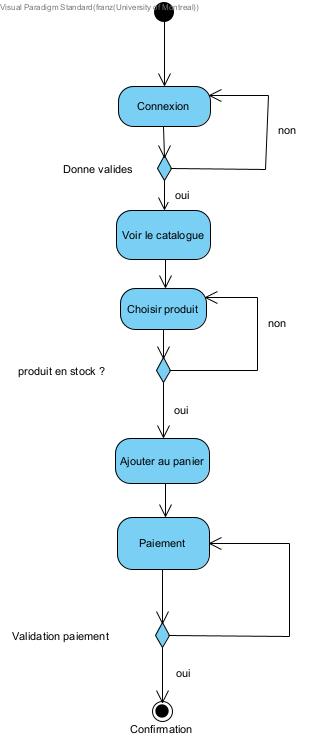 Visual Paradigm Standard(franz(University of Montreal))
Connexion
non
Donne valides
oui
Voir le catalogue
Choisir produit
non
produit en stock ?
oui
Ajouter au panier
Paiement
Validation paiement
oui
Confirmation